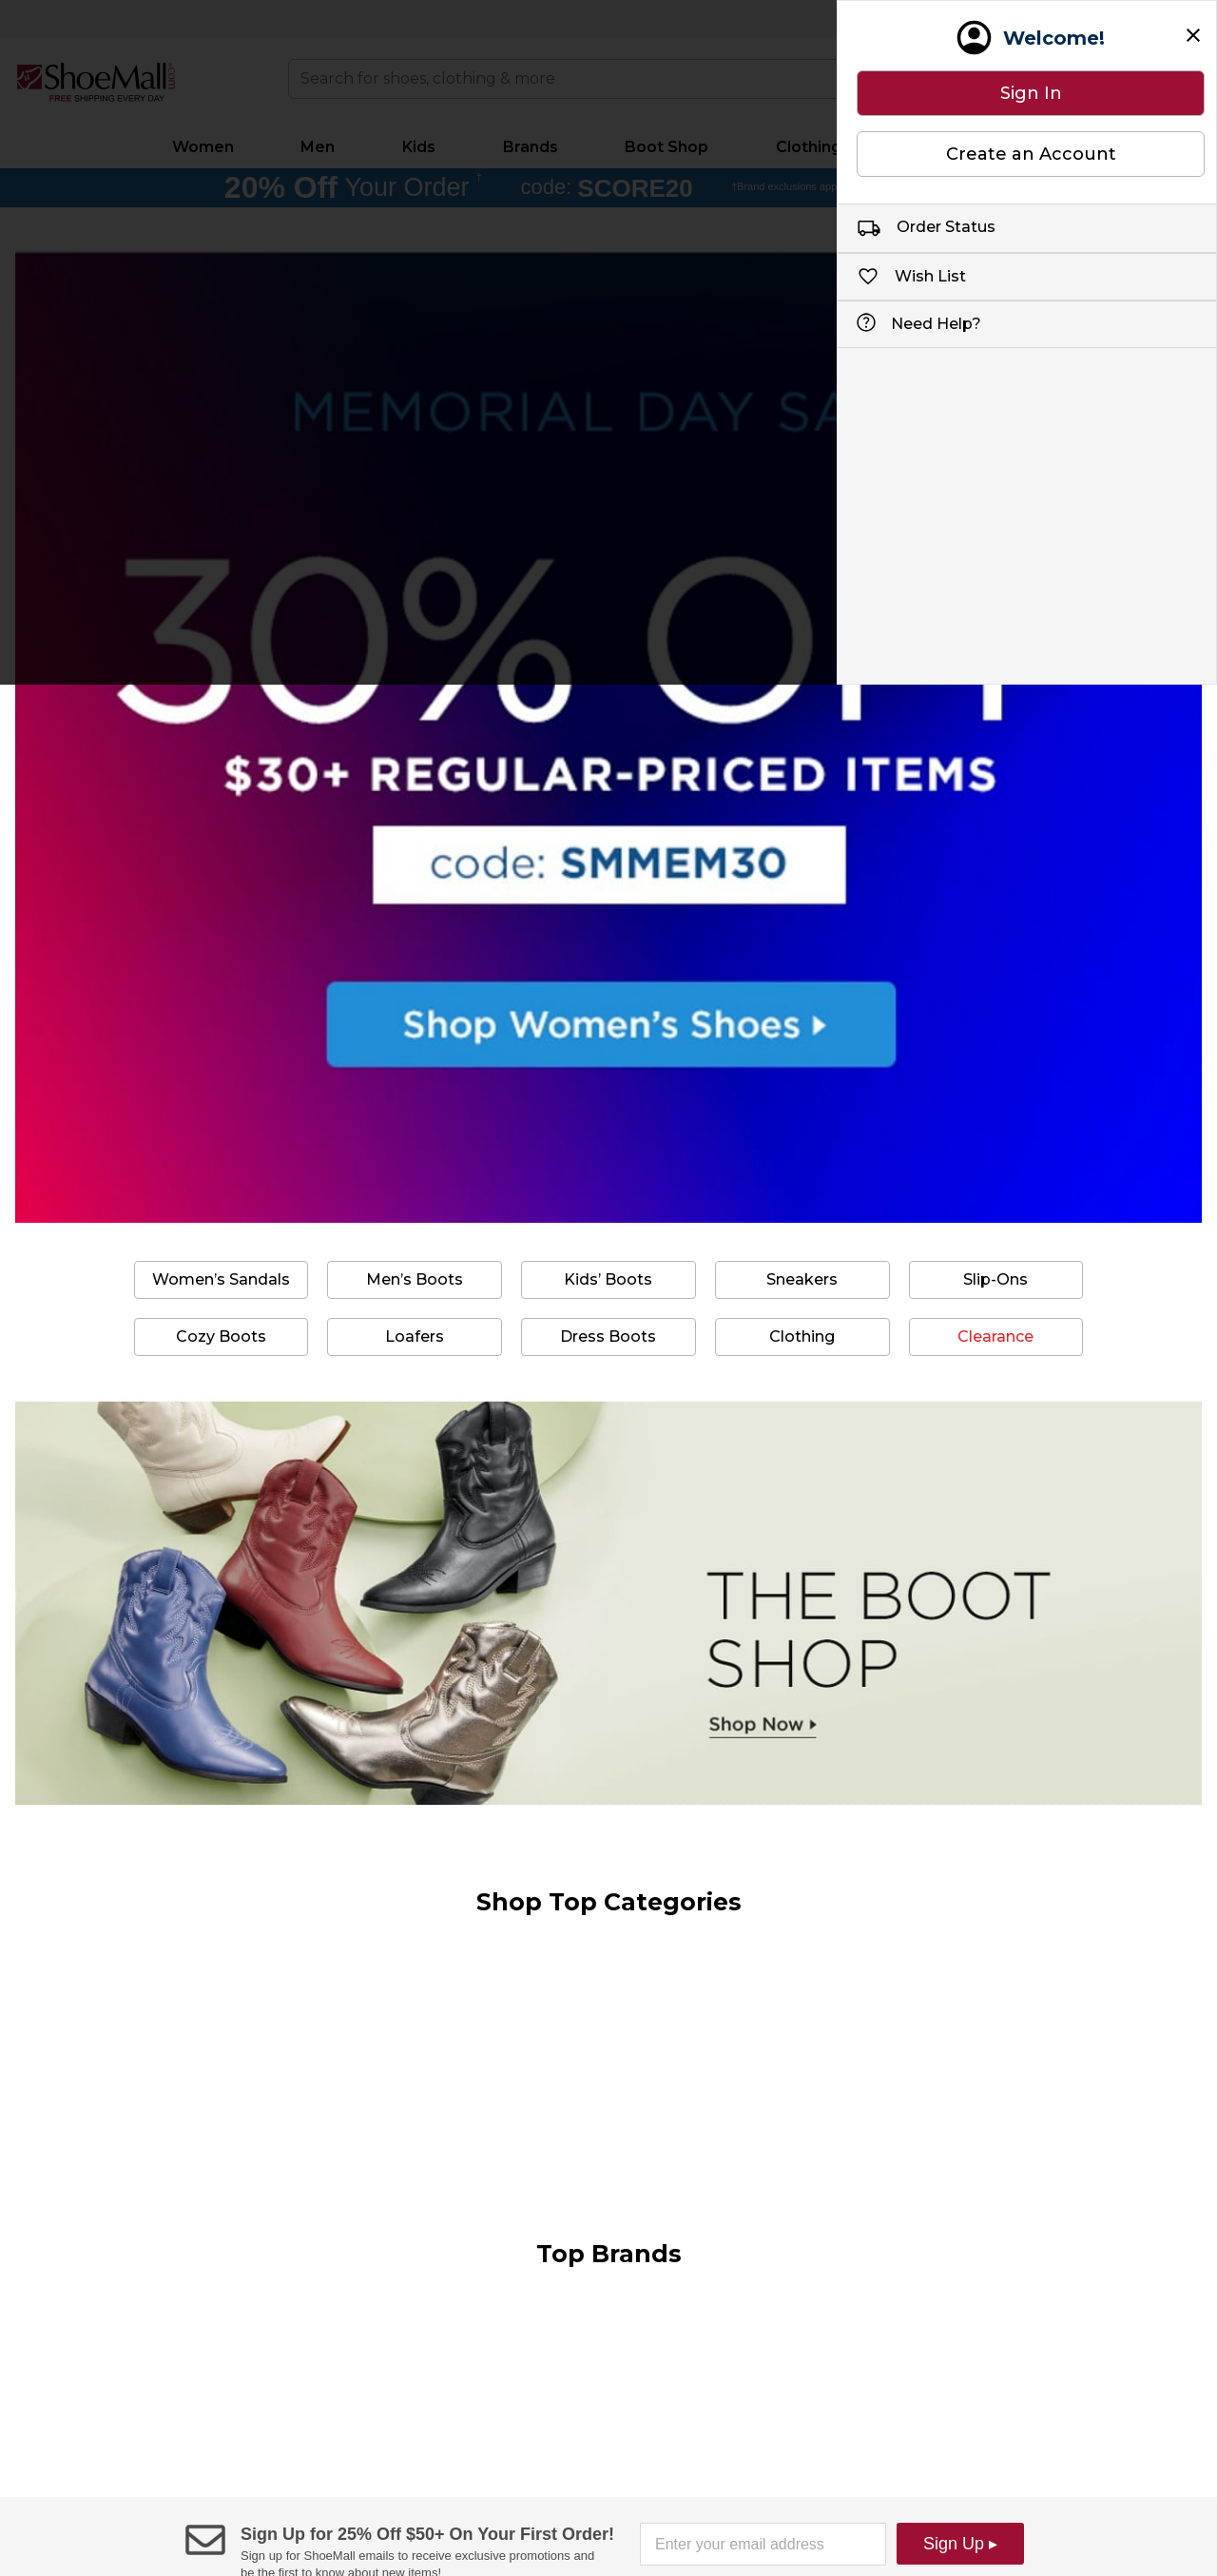 Welcome!
Sign In
Create an Account
Order Status
Wish List
Need Help?
ShoeMall.com
FREE SHIPPING EVERY DAY
Search for shoes, clothing & more
Women Men Kids Brands Boot Shop Clothing
20% Off Your Order † code: SCORE20 †Brand exclusions app
MEMORIAL DAY SA
30% OFF
$30+ REGULAR-PRICED ITEMS
code: SMMEM30
Shop Women's Shoes
Women's Sandals Men's Boots Kids' Boots Sneakers Slip-Ons
Cozy Boots Loafers Dress Boots Clothing Clearance
THE BOOT
SHOP
Shop Now
Shop Top Categories
Top Brands
Sign Up for 25% Off $50+ On Your First Order!
Sign up for ShoeMall emails to receive exclusive promotions and
be the first to know about new items!
Enter your email address
Sign Up ▸